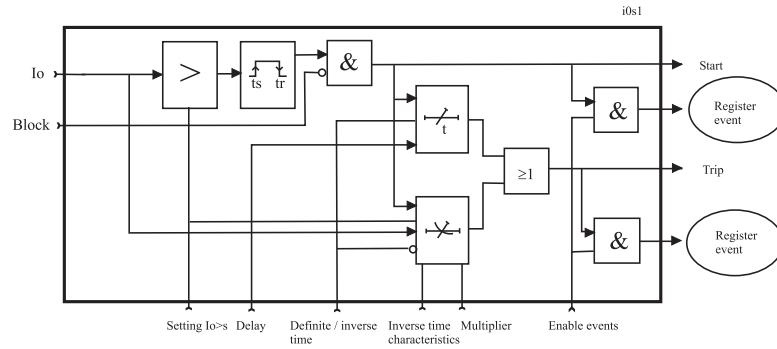 i0s1
Io
Block
>
ts tr
&
t
≥1
&
&
Start
Register
event
Trip
Register
event
Setting Io>s
Delay
Definite / inverse
time
Inverse time
characteristics
Multiplier
Enable events